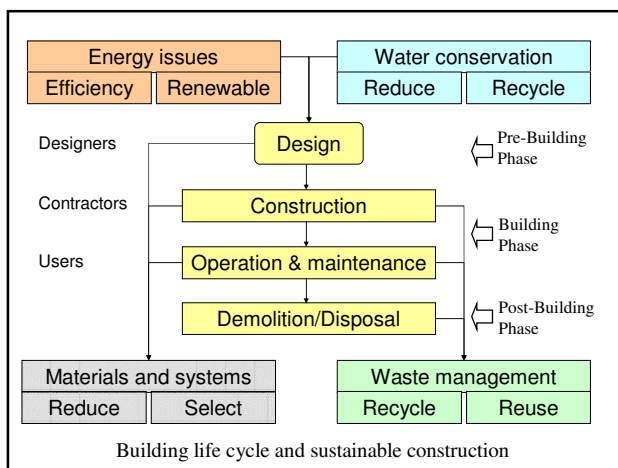 Energy issues
Efficiency
Renewable
Water conservation
Reduce
Recycle
Designers
Design
Pre-Building
Phase
Contractors
Construction
Building
Phase
Users
Operation & maintenance
Demolition/Disposal
Post-Building
Phase
Materials and systems
Reduce
Select
Waste management
Recycle
Reuse
Building life cycle and sustainable construction